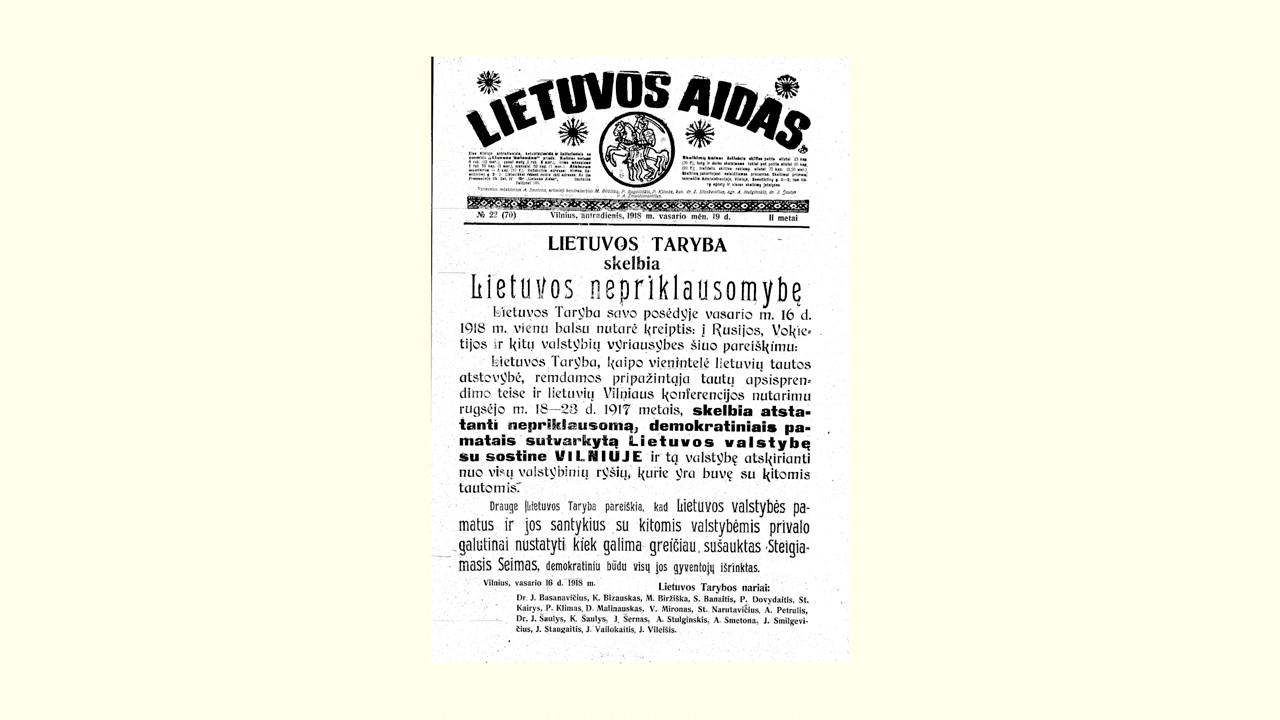 LIETUVOS AIDAS
№ 22 (70) Vilnius, antradienis, 1918 m. vasario mėn. 19 d. II metai
LIETUVOS TARYBA
skelbia
Lietuvos nepriklausomybę
Lietuvos Taryba savo posėdyje vasario m. 16 d.
1918 m. vienu balsu nutarė kreiptis: į Rusijos, Vokie-
tijos ir kitų valstybių vyriausybes šiuo pareiškimu:
Lietuvos Taryba, kaipo vienintelė lietuvių tautos
atstovybė, remdamos pripažintąja tautų apsispren-
dimo teise ir lietuvių Vilniaus konferencijos nutarimu
rugsėjo m. 18—23 d. 1917 metais, skelbia atsta-
tanti nepriklausomą, demokratiniais pa-
matais sutvarkytą Lietuvos valstybę
su sostine VILNIUJE ir tą valstybę atskirianti
nuo visų valstybinių ryšių, kurie yra buvę su kitomis
tautomis.
Drauge Lietuvos Taryba pareiškia, kad Lietuvos valstybės pa-
matus ir jos santykius su kitomis valstybėmis privalo
galutinai nustatyti kiek galima greičiau sušauktas Steigia-
masis Seimas, demokratiniu būdu visų jos gyventojų išrinktas.
Vilnius, vasario 16 d. 1918 m. Lietuvos Tarybos nariai:
Dr. J. Basanavičius, K. Bizauskas, M. Biržiška, S. Banaitis, P. Dovydaitis, St.
Kairys, P. Klimas, D. Malinauskas, V. Mironas, St. Narutavičius, A. Petrulis,
Dr. J. Šaulys, K. Šaulys, J. Šernas, A. Stulginskis, A. Smetona, J. Smilgevi-
čius, J. Staugaitis, J. Vailokaitis, J. Vileišis.